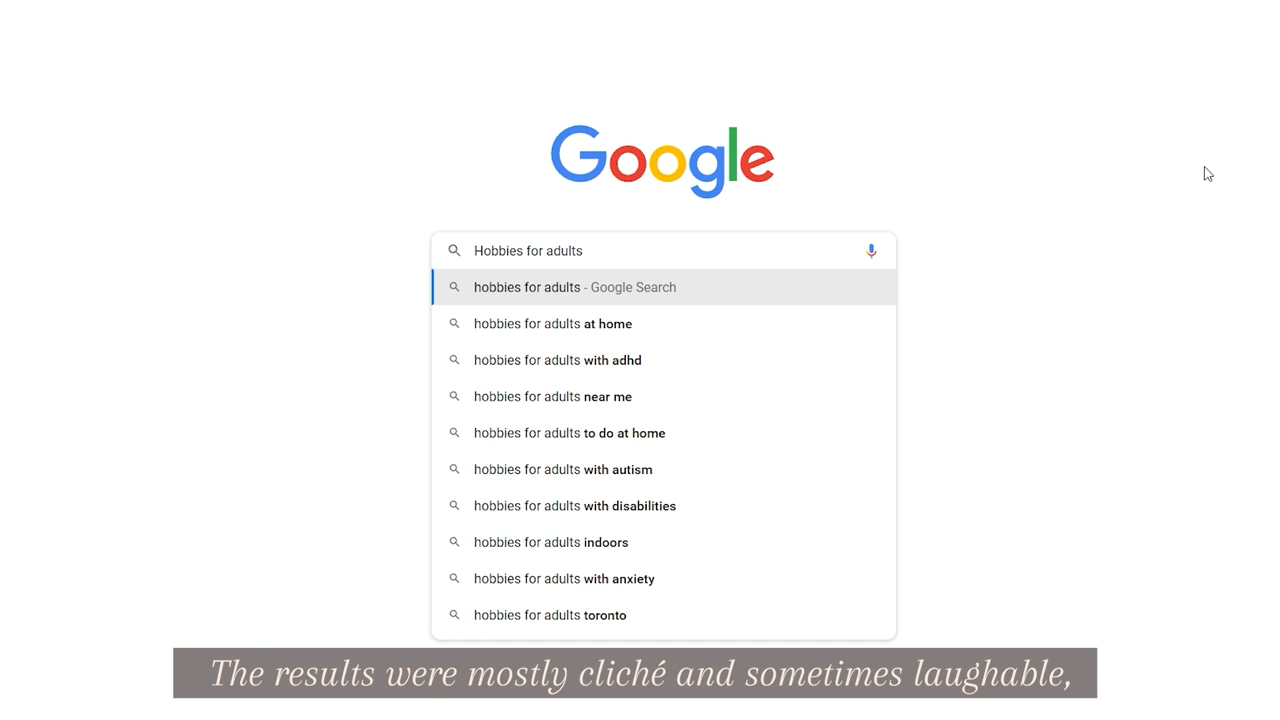 Google
Hobbies for adults
hobbies for adults - Google Search
hobbies for adults at home
hobbies for adults with adhd
hobbies for adults near me
hobbies for adults to do at home
hobbies for adults with autism
hobbies for adults with disabilities
hobbies for adults indoors
hobbies for adults with anxiety
hobbies for adults toronto
The results were mostly cliché and sometimes laughable,